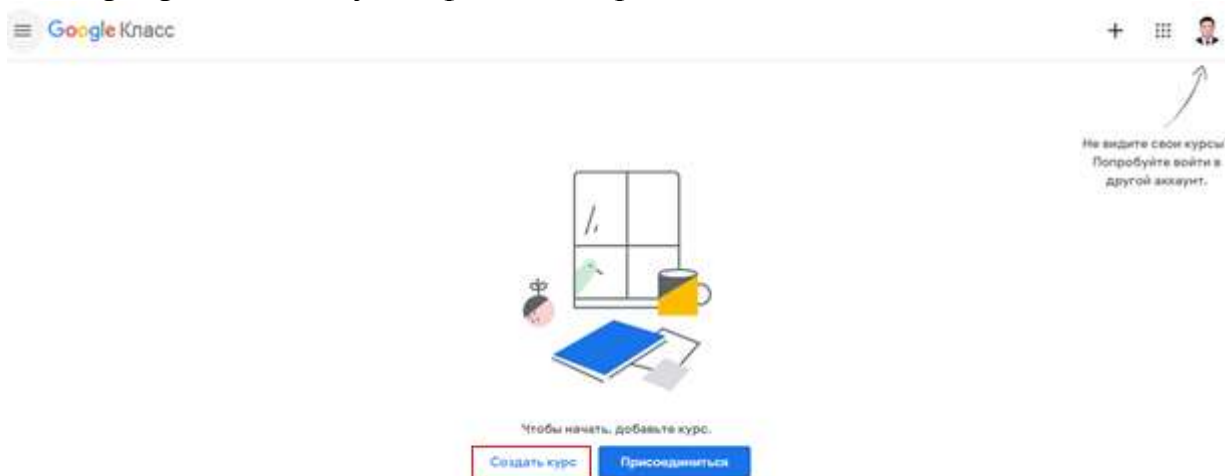 Google Класс
Не видите свои курсы
Попробуйте войти в
другой аккаунт.
Чтобы начать, добавьте курс.
Создать курс
Присоединиться